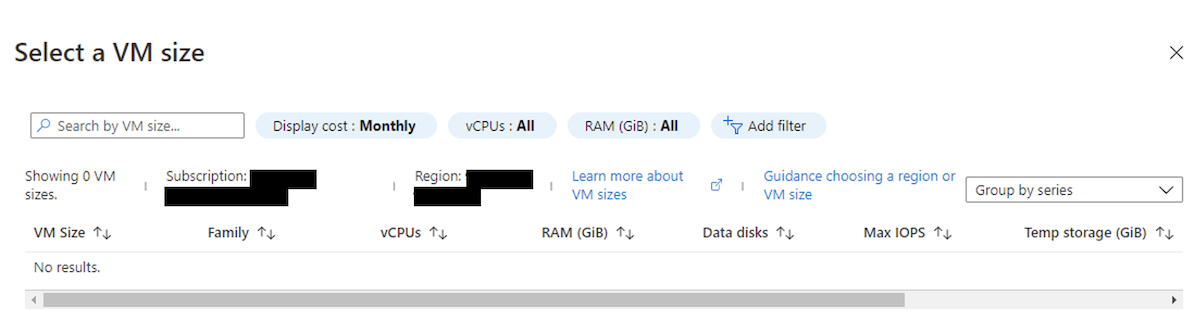 Select a VM size
Search by VM size...
Display cost : Monthly
vCPUs : All
RAM (GiB) : All
Add filter
Showing 0 VM
sizes.
Subscription:
Region:
Learn more about
VM sizes
Guidance choosing a region or
VM size
Group by series
VM Size
Family
vCPUs
RAM (GiB)
Data disks
Max IOPS
Temp storage (GiB)
No results.